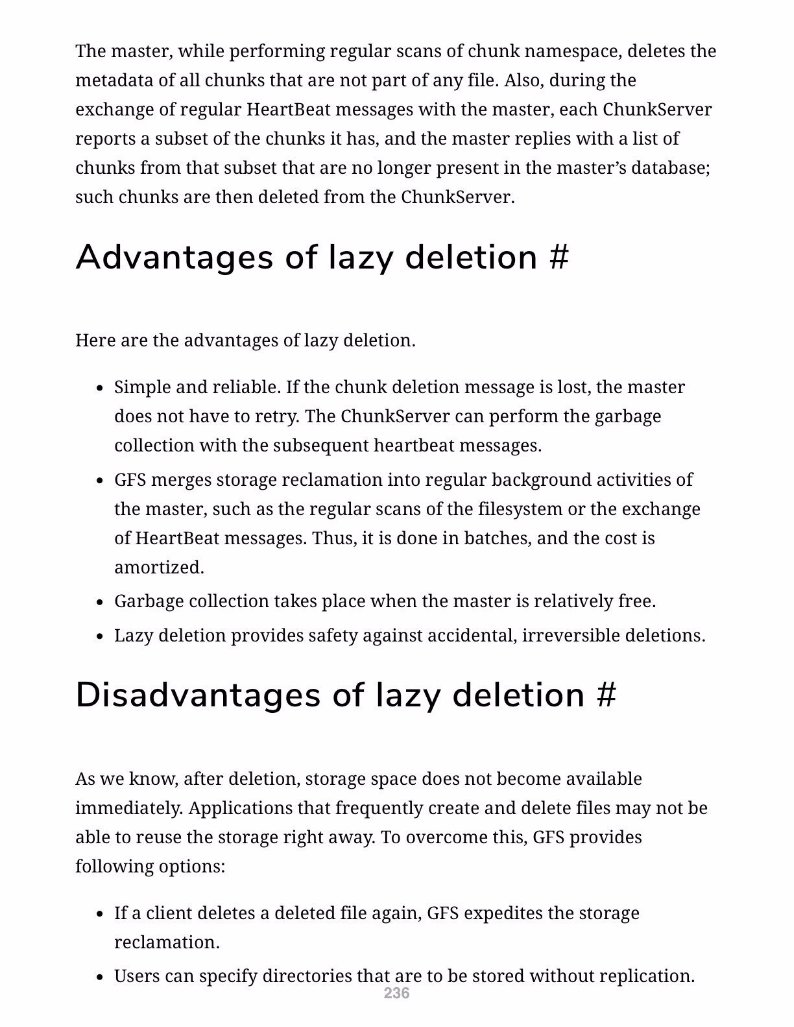 The master, while performing regular scans of chunk namespace, deletes the
metadata of all chunks that are not part of any file. Also, during the
exchange of regular HeartBeat messages with the master, each ChunkServer
reports a subset of the chunks it has, and the master replies with a list of
chunks from that subset that are no longer present in the master’s database;
such chunks are then deleted from the ChunkServer.
Advantages of lazy deletion #
Here are the advantages of lazy deletion.
• Simple and reliable. If the chunk deletion message is lost, the master
does not have to retry. The ChunkServer can perform the garbage
collection with the subsequent heartbeat messages.
• GFS merges storage reclamation into regular background activities of
the master, such as the regular scans of the filesystem or the exchange
of HeartBeat messages. Thus, it is done in batches, and the cost is
amortized.
• Garbage collection takes place when the master is relatively free.
• Lazy deletion provides safety against accidental, irreversible deletions.
Disadvantages of lazy deletion #
As we know, after deletion, storage space does not become available
immediately. Applications that frequently create and delete files may not be
able to reuse the storage right away. To overcome this, GFS provides
following options:
• If a client deletes a deleted file again, GFS expedites the storage
reclamation.
• Users can specify directories that are to be stored without replication.
236